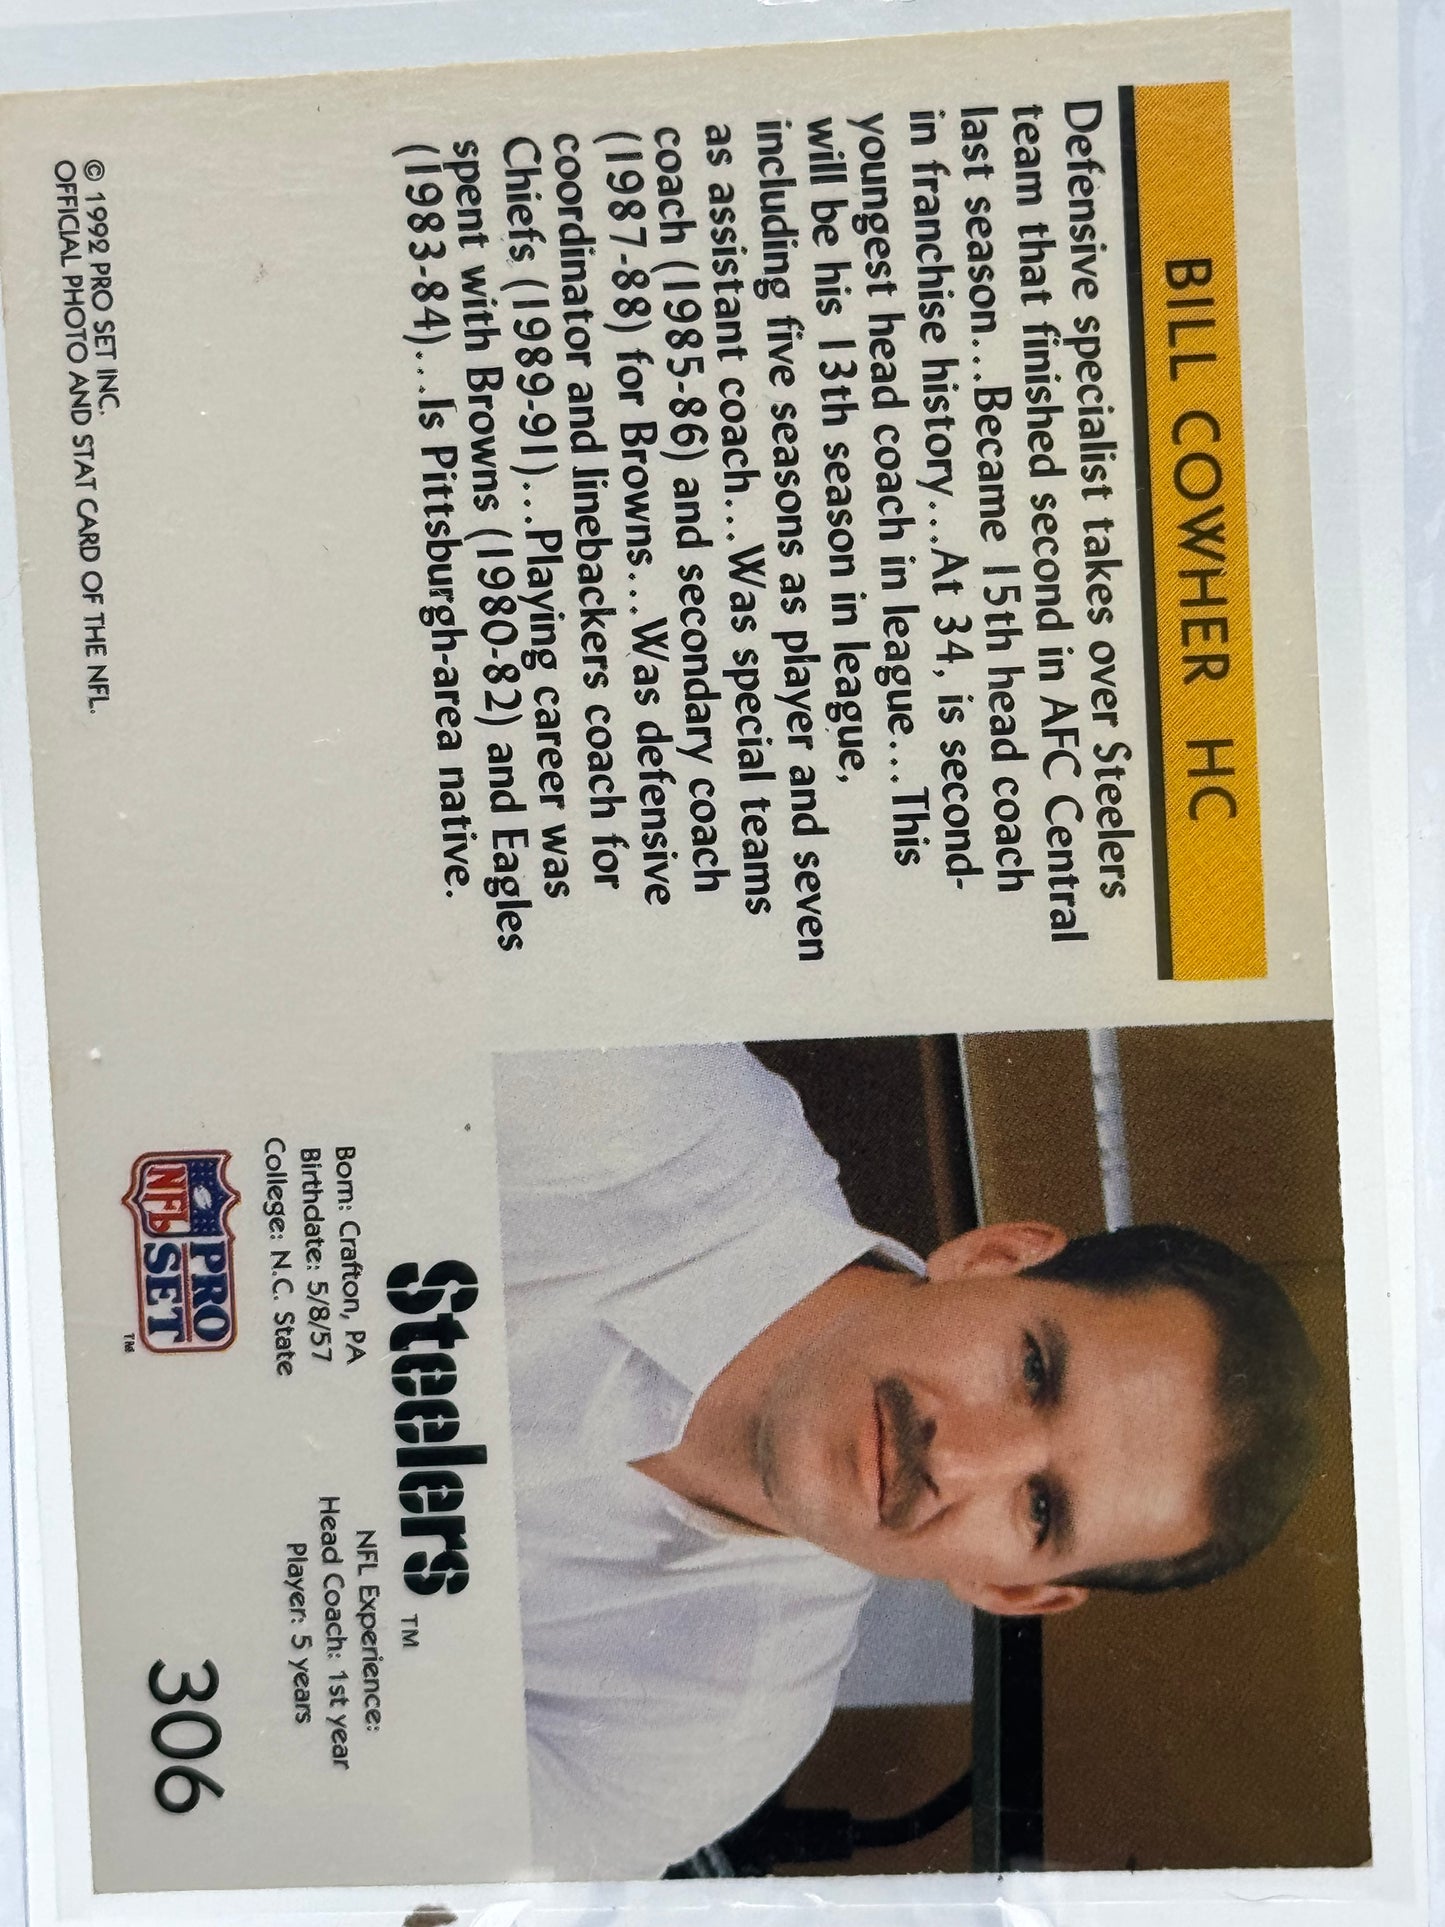 BILL COWHER HC
Defensive specialist takes over Steelers
team that finished second in AFC Central
last season...Became 15th head coach
in franchise history...At 34, is second-
youngest head coach in league...This
will be his 13th season in league,
including five seasons as player and seven
as assistant coach...Was special teams
coach (1985-86) and secondary coach
(1987-88) for Browns...Was defensive
coordinator and linebackers coach for
Chiefs (1989-91)...Playing career was
spent with Browns (1980-82) and Eagles
(1983-84)...Is Pittsburgh-area native.
© 1992 PRO SET INC.
OFFICIAL PHOTO AND STAT CARD OF THE NFL.
Steelers™
Born: Crafton, PA
Birthdate: 5/8/57
College: N.C. State
NFL Experience:
Head Coach: 1st year
Player: 5 years
NFL PRO SET™
306